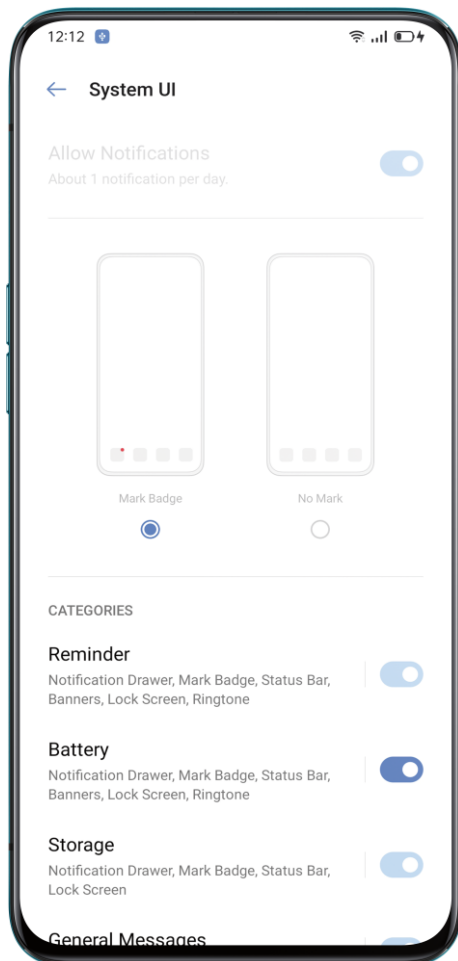 12:12
System UI
Allow Notifications
About 1 notification per day.
Mark Badge
No Mark
CATEGORIES
Reminder
Notification Drawer, Mark Badge, Status Bar,
Banners, Lock Screen, Ringtone
Battery
Notification Drawer, Mark Badge, Status Bar,
Banners, Lock Screen, Ringtone
Storage
Notification Drawer, Mark Badge, Status Bar,
Lock Screen
General Messages